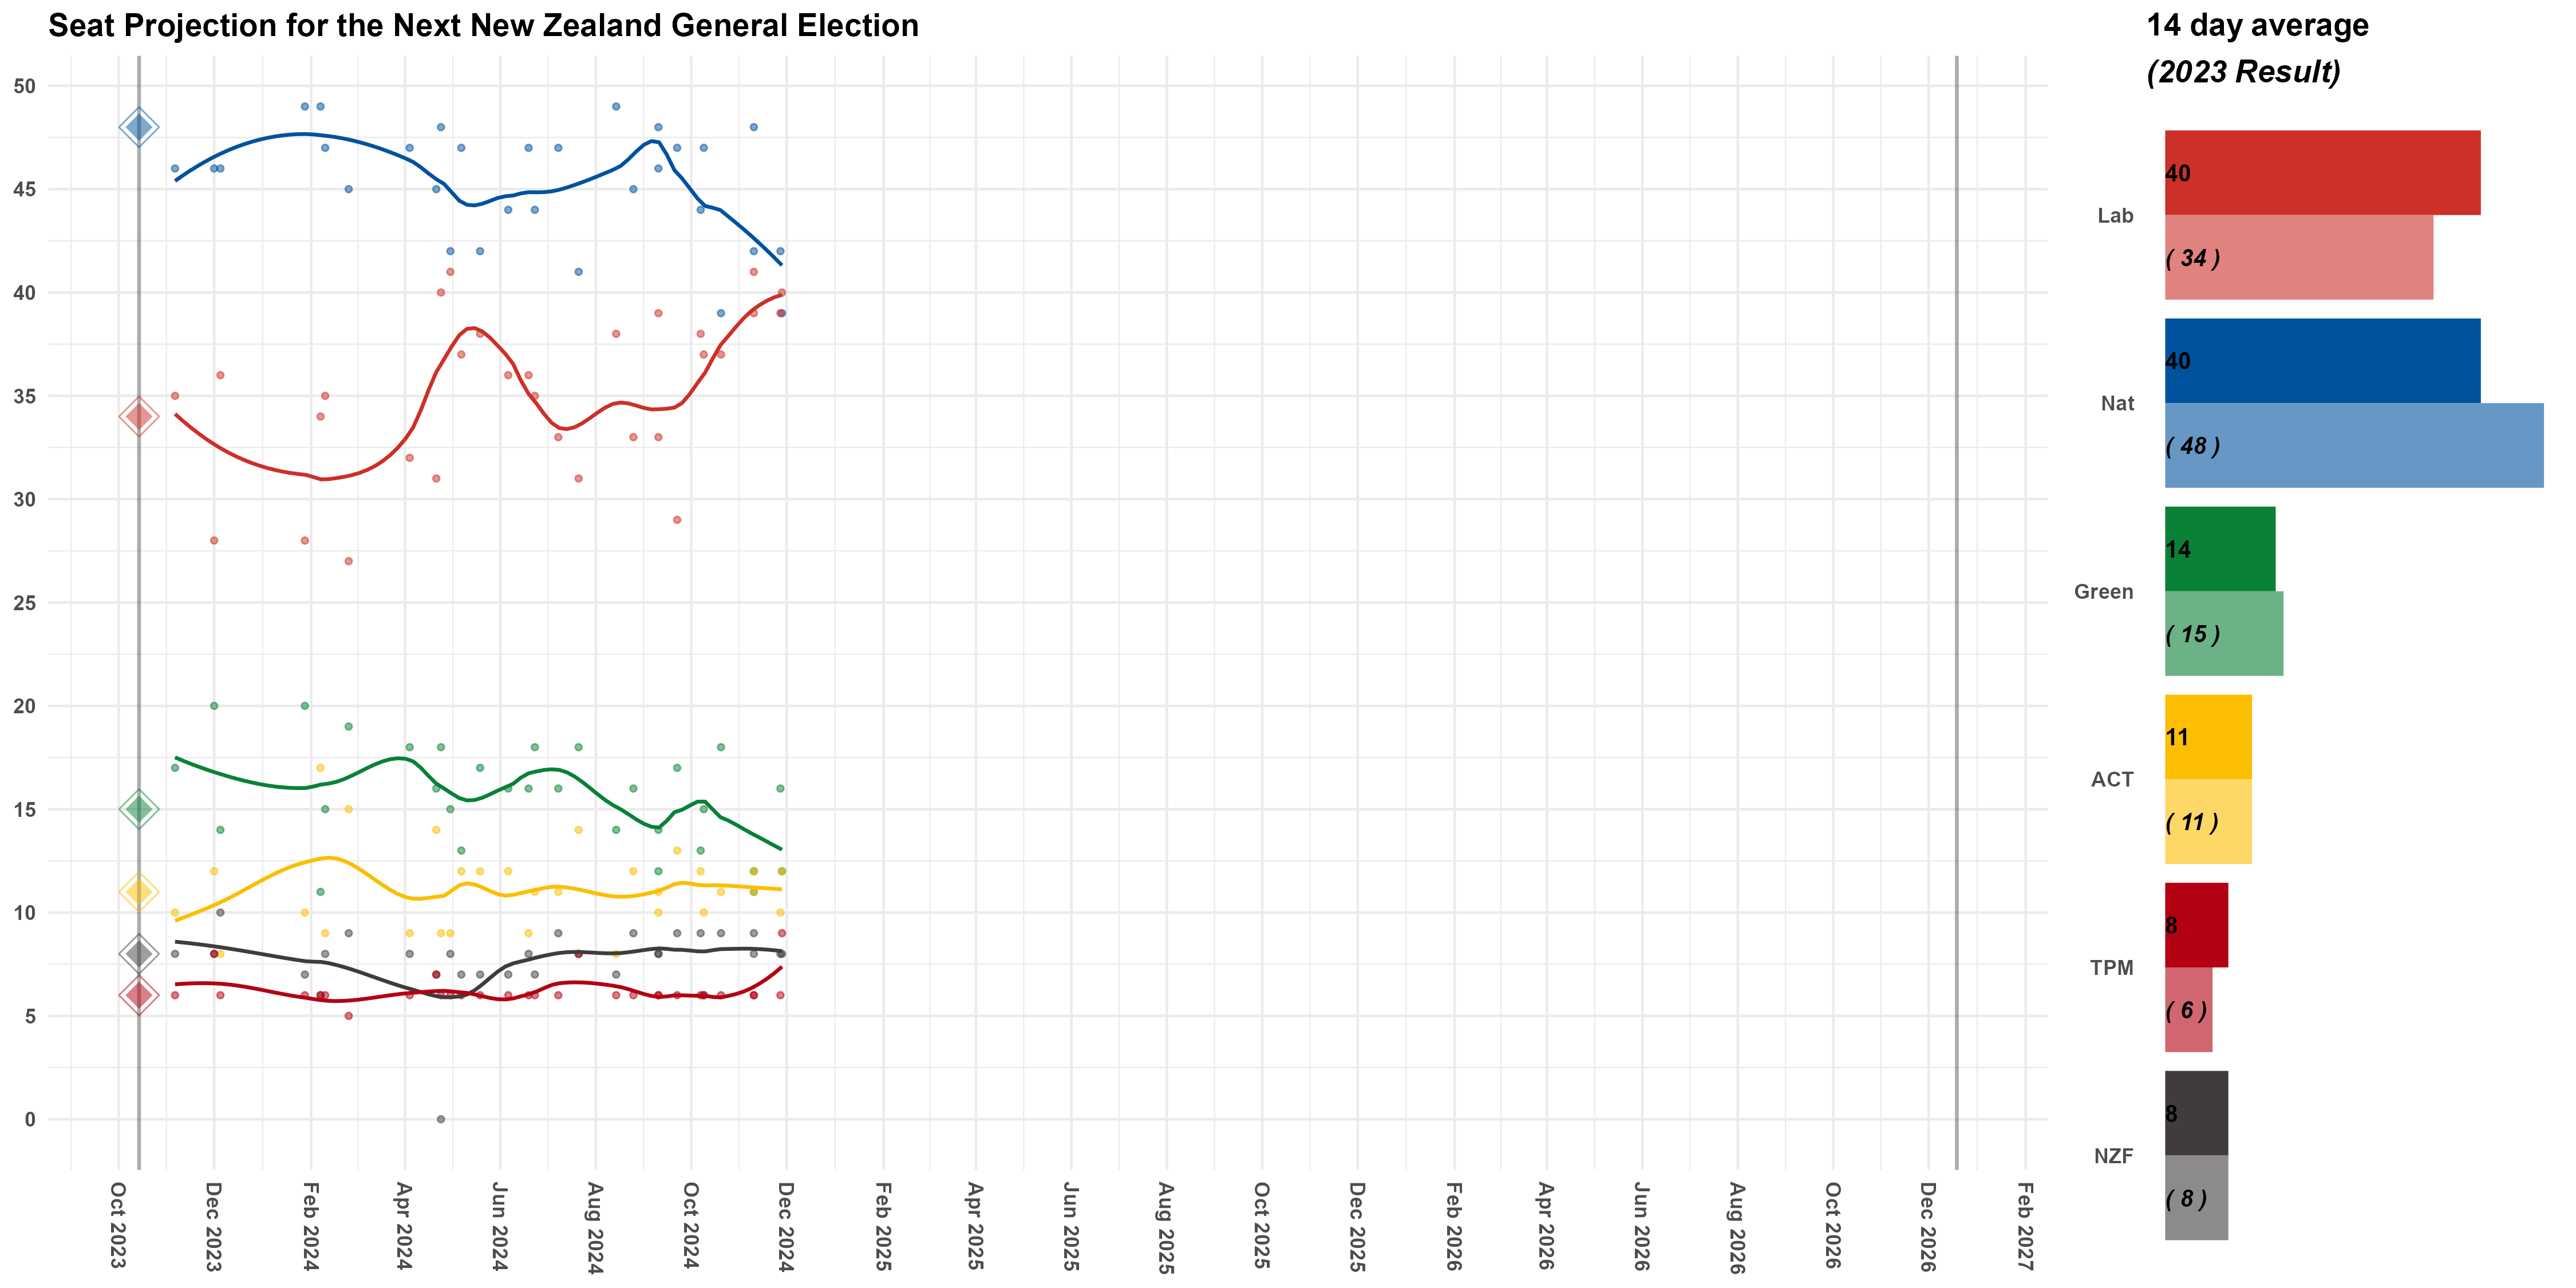 Seat Projection for the Next New Zealand General Election
50
45
40
35
30
25
20
15
10
5
0
Oct 2023
Dec 2023
Feb 2024
Apr 2024
Jun 2024
Aug 2024
Oct 2024
Dec 2024
Feb 2025
Apr 2025
Jun 2025
Aug 2025
Oct 2025
Dec 2025
Feb 2026
Apr 2026
Jun 2026
Aug 2026
Oct 2026
Dec 2026
Feb 2027
14 day average
(2023 Result)
Lab
40
( 34 )
Nat
40
( 48 )
Green
14
( 15 )
ACT
11
( 11 )
TPM
8
( 6 )
NZF
8
( 8 )